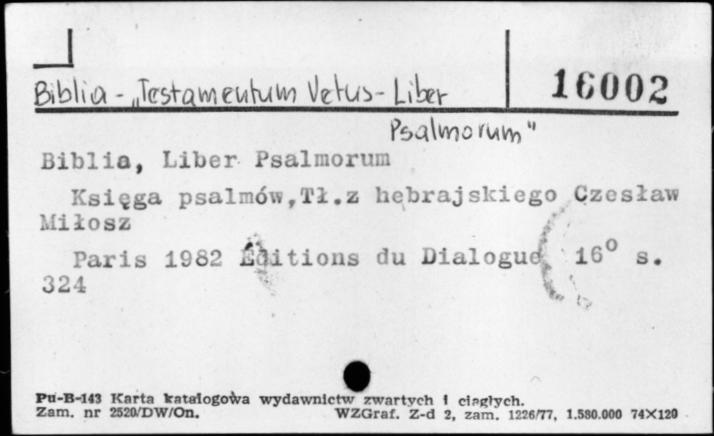 Biblia - „Testamentum Vetus - Liber
16002
Psalmorum"
Biblia, Liber Psalmorum
Księga psalmów,Tł.z hebrajskiego Czesław
Miłosz
Paris 1982 Éditions du Dialogue 16° s.
324
Pu-B-143 Karta katalogowa wydawnictw zwartych i ciągłych.
Zam. nr 2520/DW/On. WZGraf. Z-d 2, zam. 1226/77, 1.580.000 74X120